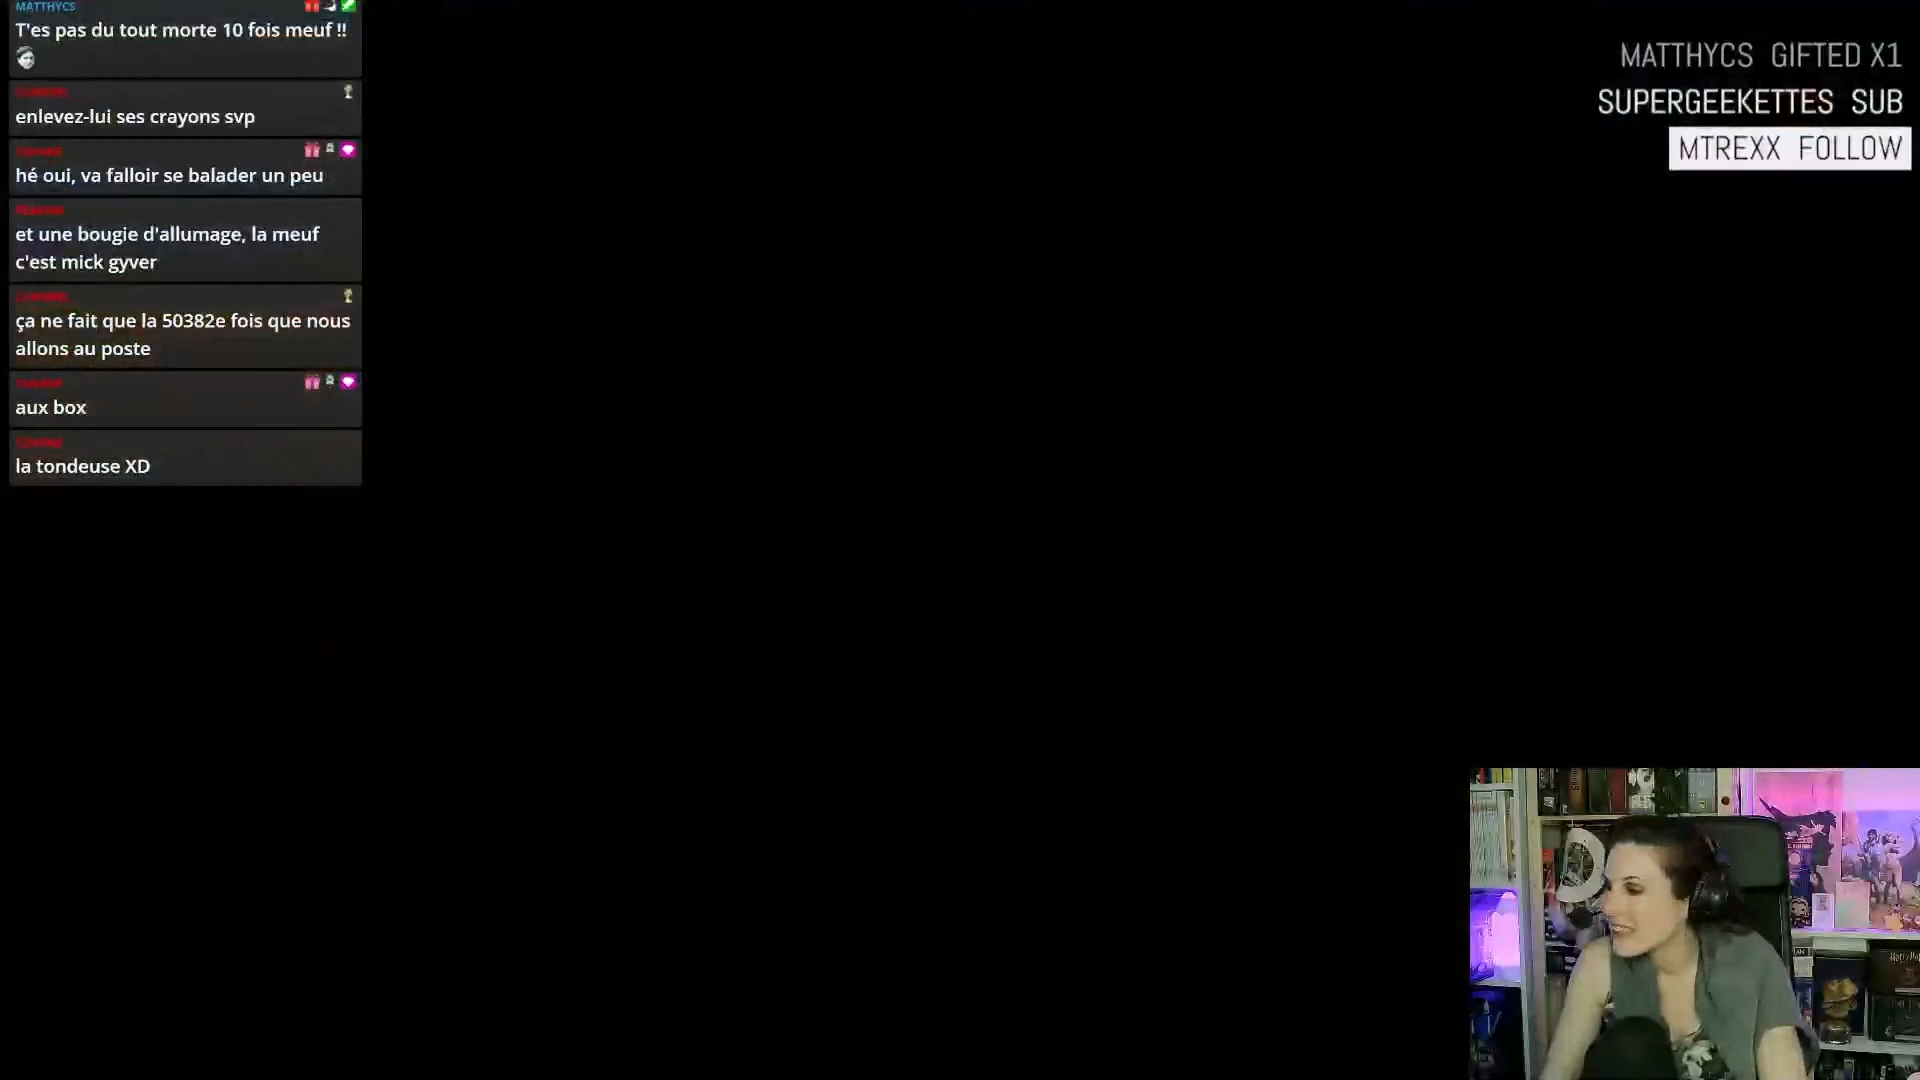 MATTHYCS
T'es pas du tout morte 10 fois meuf !!
enlevez-lui ses crayons svp
hé oui, va falloir se balader un peu
et une bougie d'allumage, la meuf
c'est mick gyver
ça ne fait que la 50382e fois que nous
allons au poste
aux box
la tondeuse XD
MATTHYCS GIFTED X1
SUPERGEEKETTES SUB
MTREXX FOLLOW